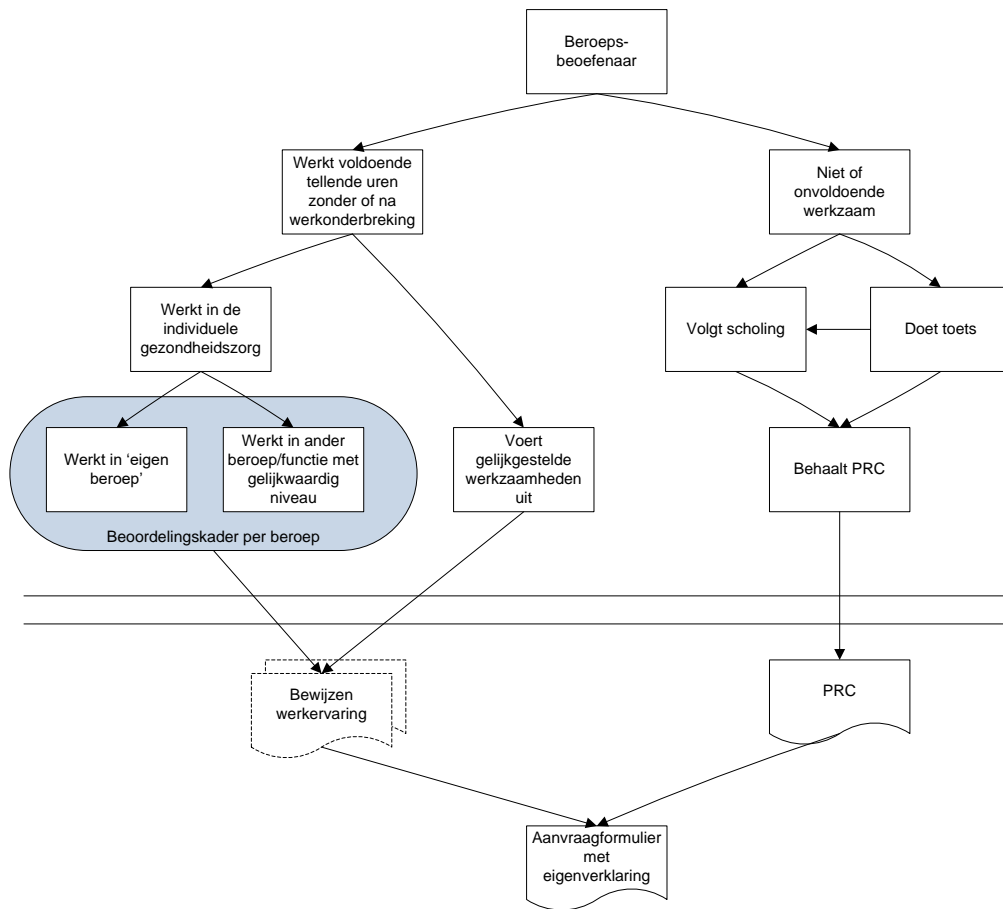 Beroeps-
beoefenaar
Werkt voldoende
tellende uren
zonder of na
werkonderbreking
Niet of
onvoldoende
werkzaam
Werkt in de
individuele
gezondheidszorg
Volgt scholing
Doet toets
Werkt in ‘eigen
beroep’
Werkt in ander
beroep/functie met
gelijkwaardig
niveau
Beoordelingskader per beroep
Voert
gelijkgestelde
werkzaamheden
uit
Behaalt PRC
Bewijzen
werkervaring
PRC
Aanvraagformulier
met
eigenverklaring